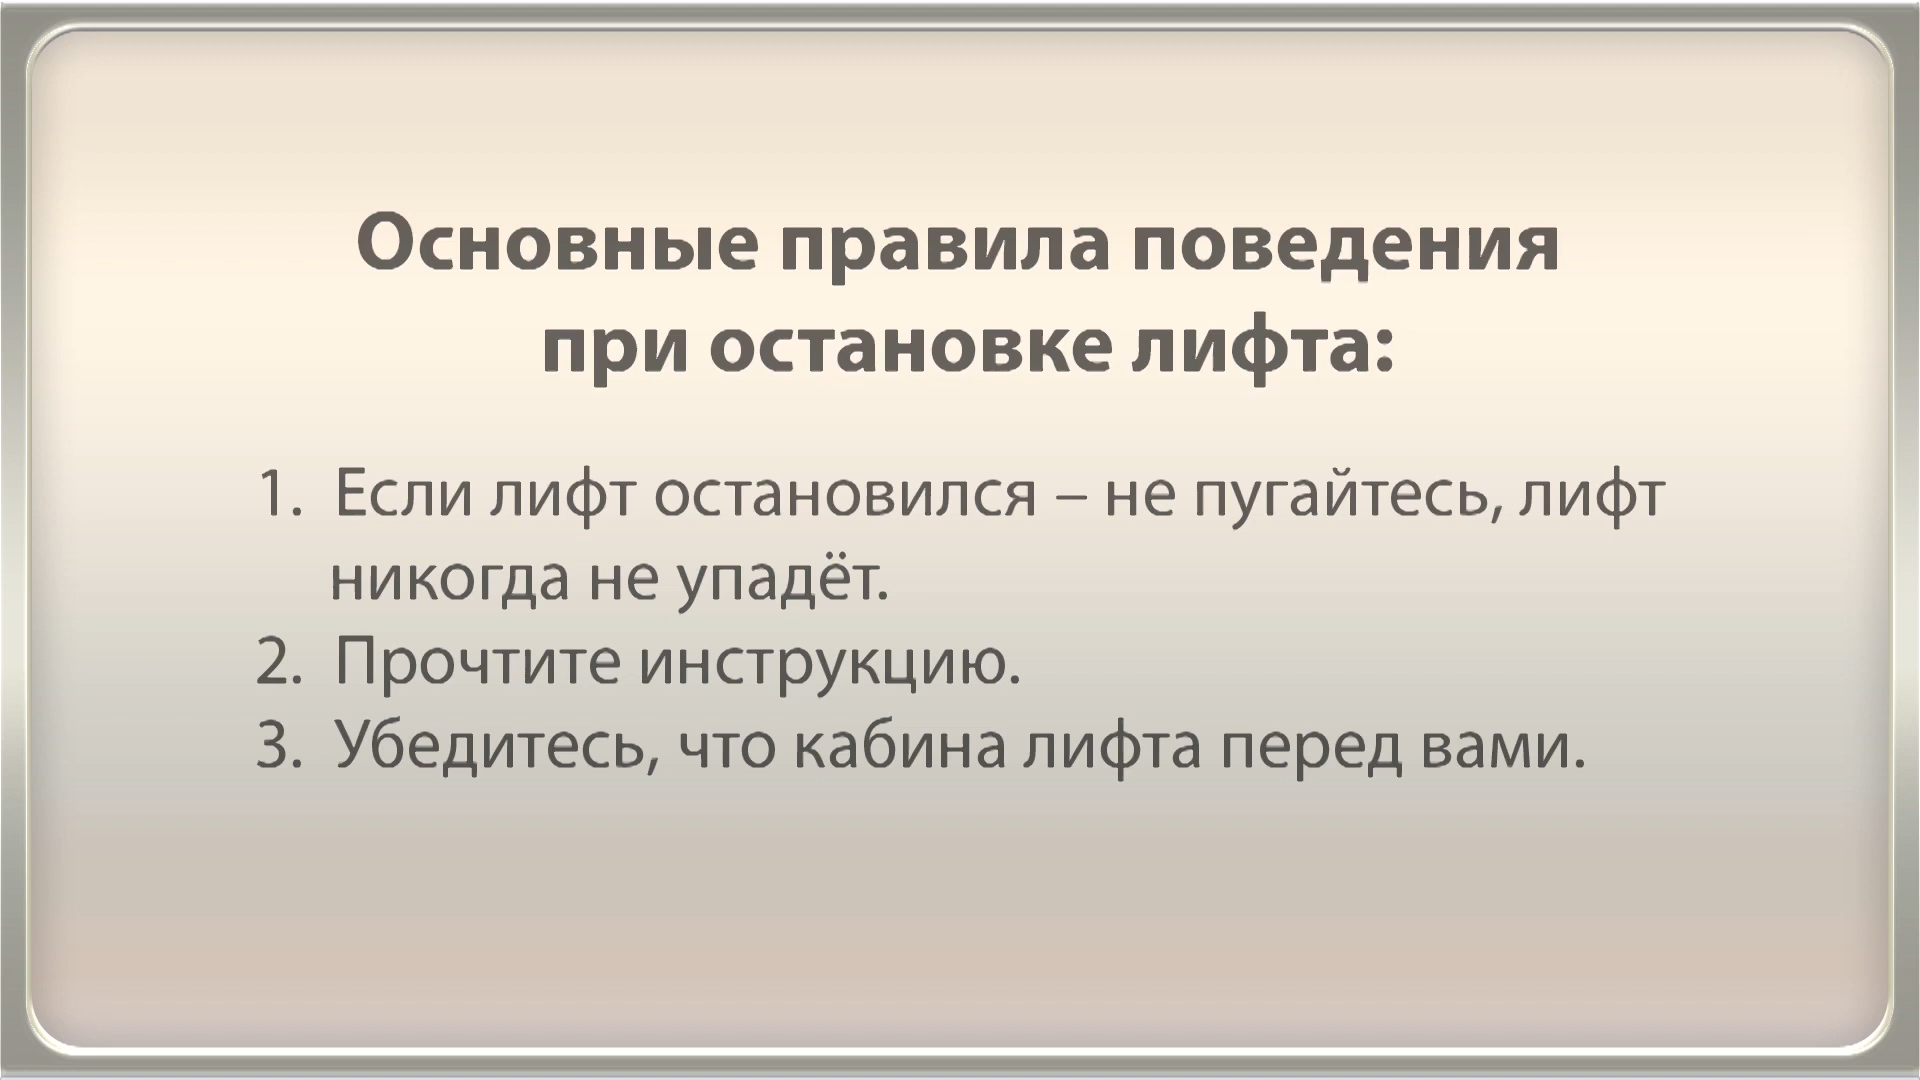 Основные правила поведения
при остановке лифта:
1. Если лифт остановился – не пугайтесь, лифт
никогда не упадёт.
2. Прочтите инструкцию.
3. Убедитесь, что кабина лифта перед вами.